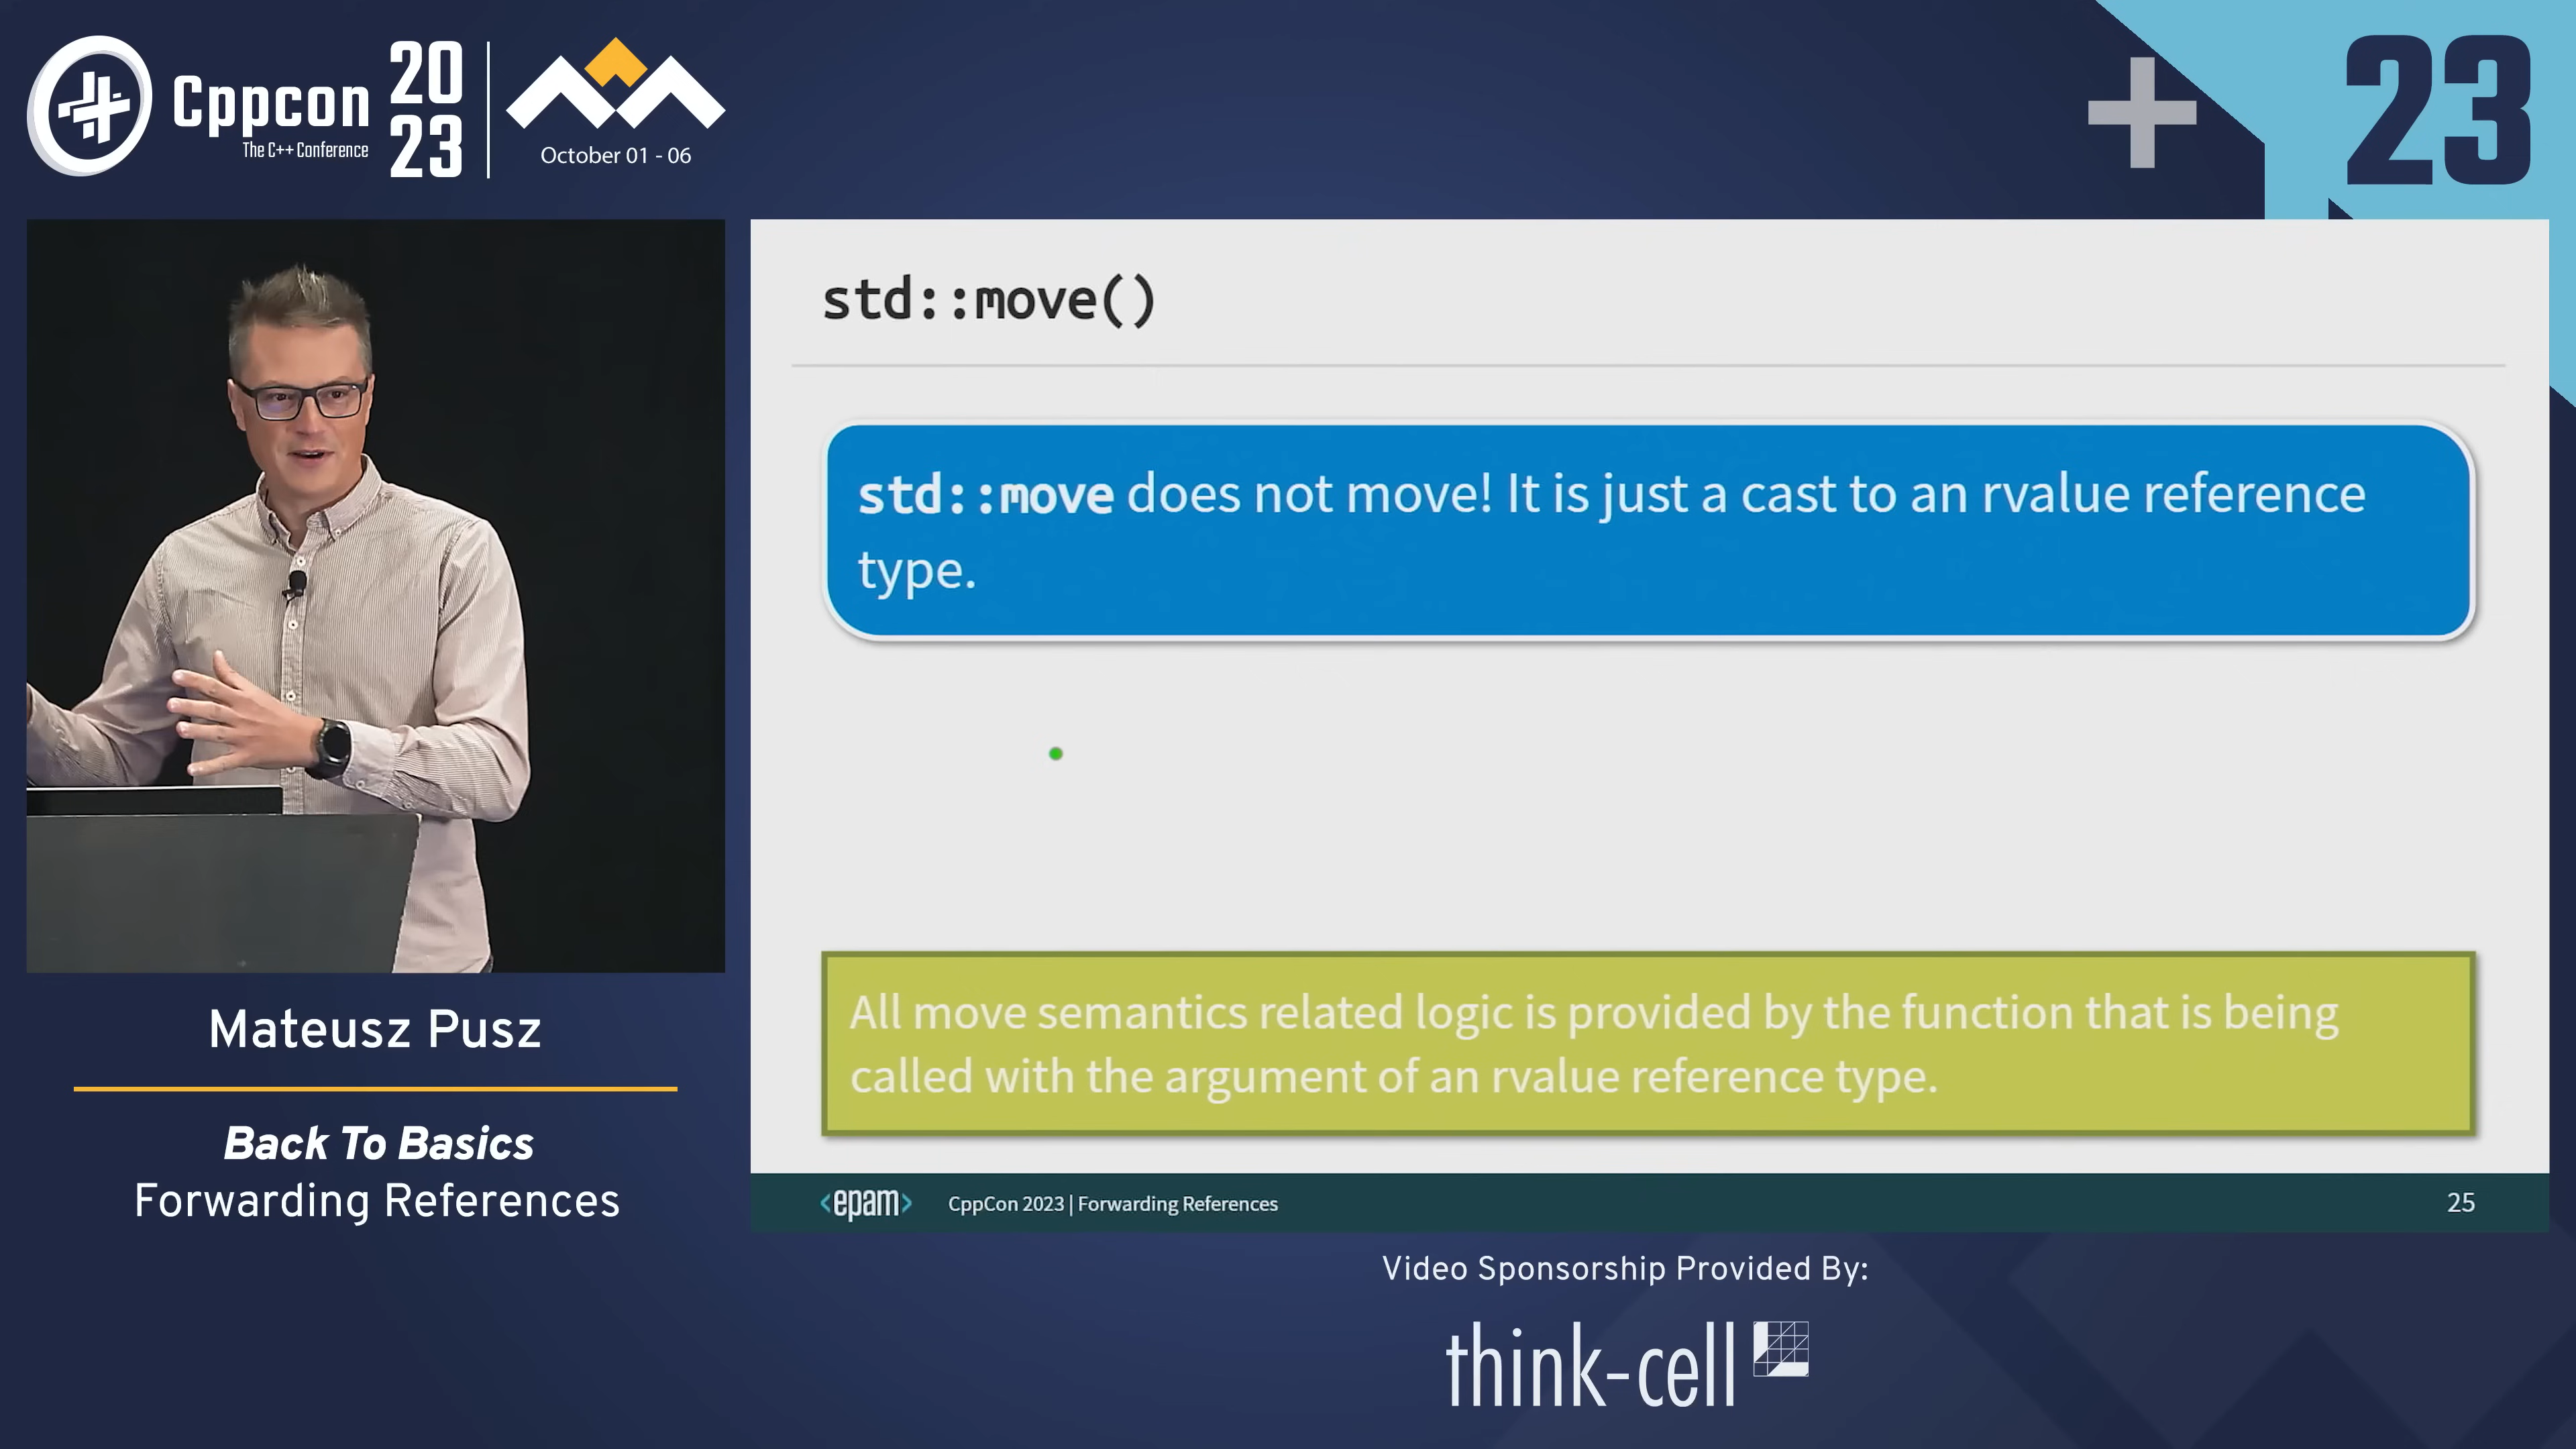 Cppcon
The C++ Conference
20
23
October 01 - 06
+ 23
std::move()
std::move does not move! It is just a cast to an rvalue reference
type.
All move semantics related logic is provided by the function that is being
called with the argument of an rvalue reference type.
<epam>
CppCon 2023 | Forwarding References
25
Mateusz Pusz
Back To Basics
Forwarding References
Video Sponsorship Provided By:
think-cell